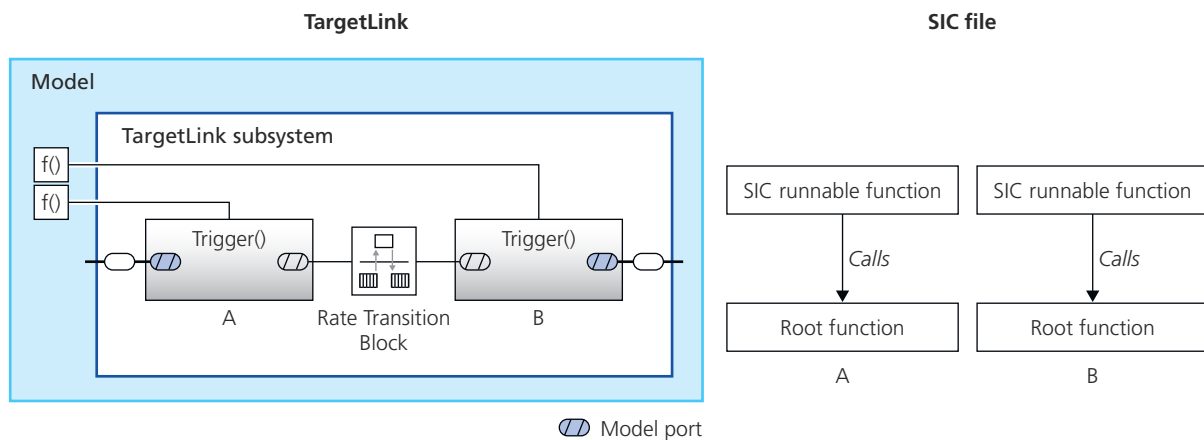 TargetLink
SIC file
Model
TargetLink subsystem
f()
f()
Trigger()
Trigger()
A
Rate Transition
Block
B
SIC runnable function
SIC runnable function
Calls
Calls
Root function
Root function
A
B
Model port